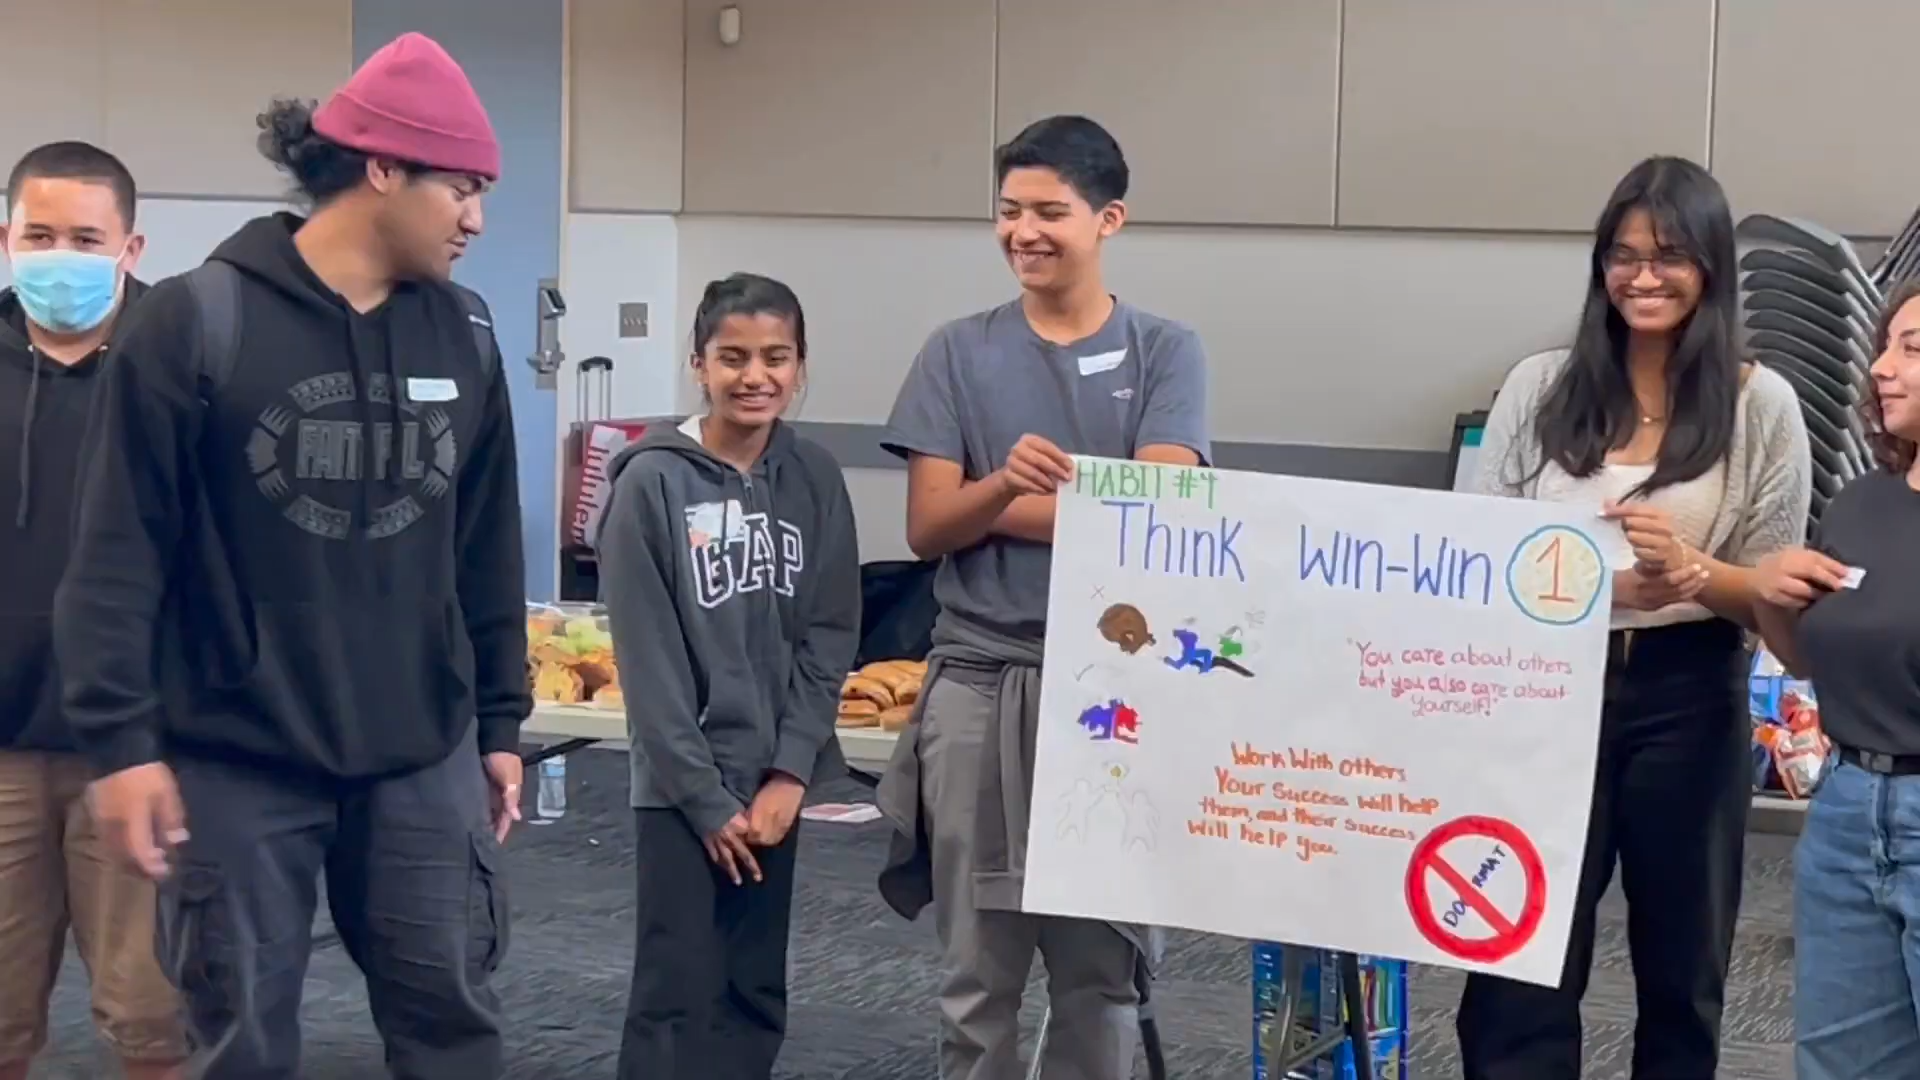 HABIT #4
Think Win-Win 1
"You care about others
but you also care about
yourself!"
Work With others
Your Success will help
them, and their success
will help you.
DOORMAT
FAITHFUL
GAP